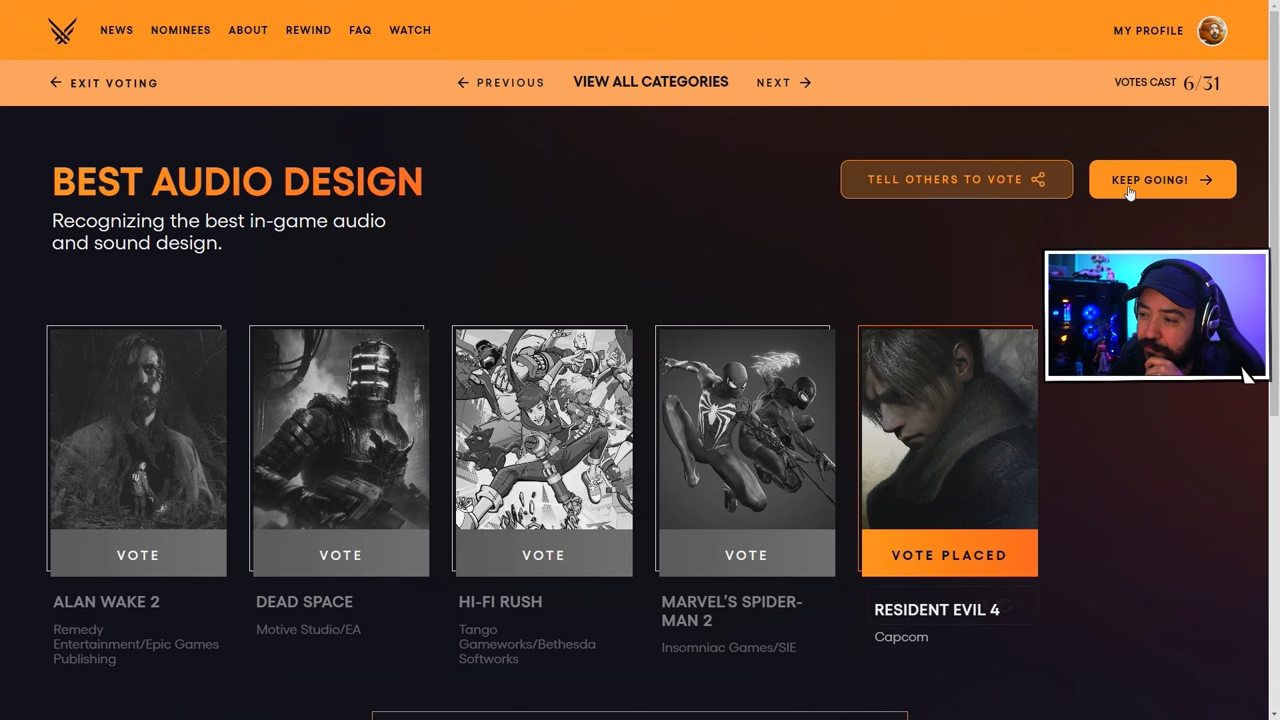 NEWS NOMINEES ABOUT REWIND FAQ WATCH MY PROFILE
EXIT VOTING PREVIOUS VIEW ALL CATEGORIES NEXT VOTES CAST 6/31
BEST AUDIO DESIGN
Recognizing the best in-game audio
and sound design.
TELL OTHERS TO VOTE
KEEP GOING!
VOTE
ALAN WAKE 2
Remedy
Entertainment/Epic Games
Publishing
VOTE
DEAD SPACE
Motive Studio/EA
VOTE
HI-FI RUSH
Tango
Gameworks/Bethesda
Softworks
VOTE
MARVEL’S SPIDER-
MAN 2
Insomniac Games/SIE
VOTE PLACED
RESIDENT EVIL 4
Capcom